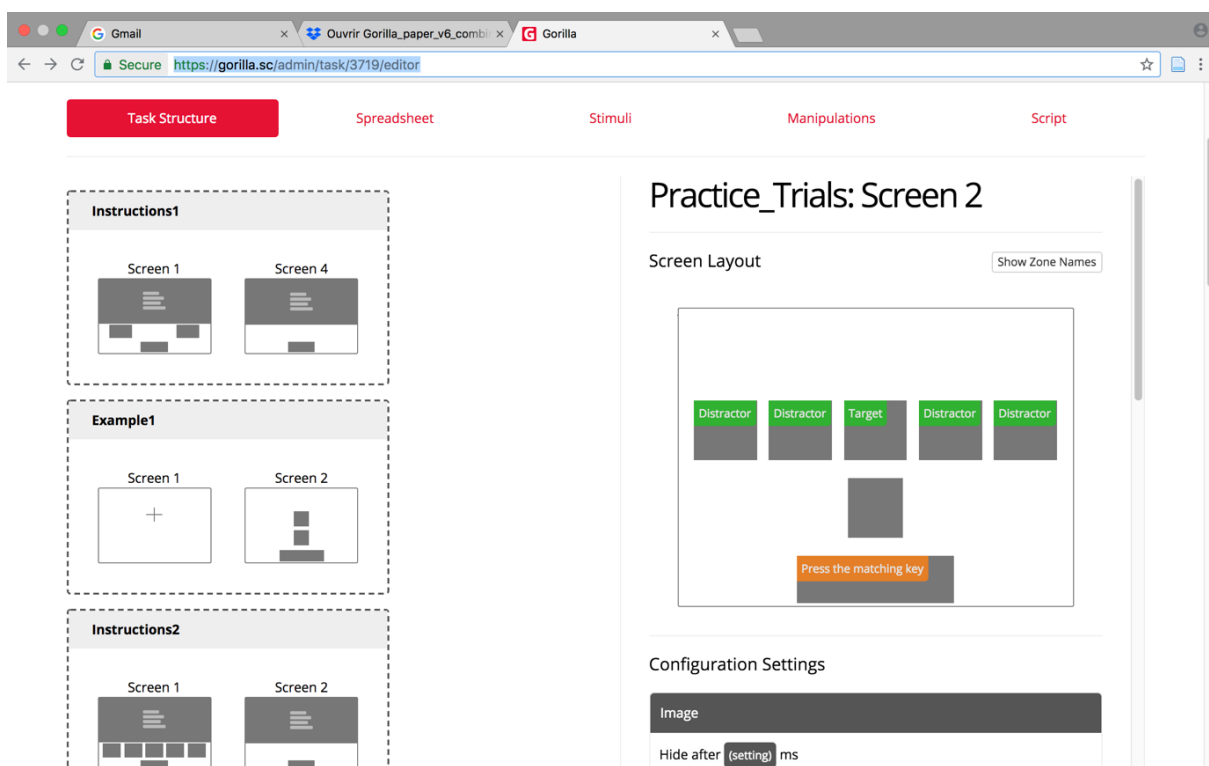 Gmail
Ouvrir Gorilla_paper_v6_combi
Gorilla
Secure https://gorilla.sc/admin/task/3719/editor
Task Structure Spreadsheet Stimuli Manipulations Script
Instructions1
Screen 1 Screen 4
Example1
Screen 1 Screen 2
Instructions2
Screen 1 Screen 2
Practice_Trials: Screen 2
Screen Layout Show Zone Names
Distractor Distractor Target Distractor Distractor
Press the matching key
Configuration Settings
Image
Hide after (setting) ms